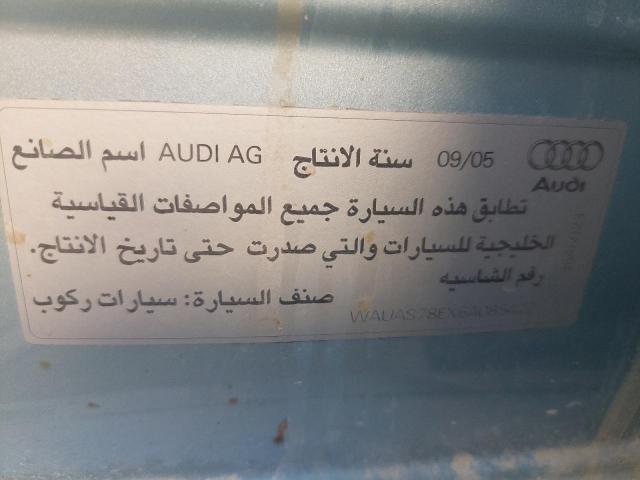 اسم الصانع AUDI AG سنة الانتاج 09/05
Audi
تطابق هذه السيارة جميع المواصفات القياسية
الخليجية للسيارات والتي صدرت حتى تاريخ الانتاج.
رقم الشاسيه
صنف السيارة: سيارات ركوب